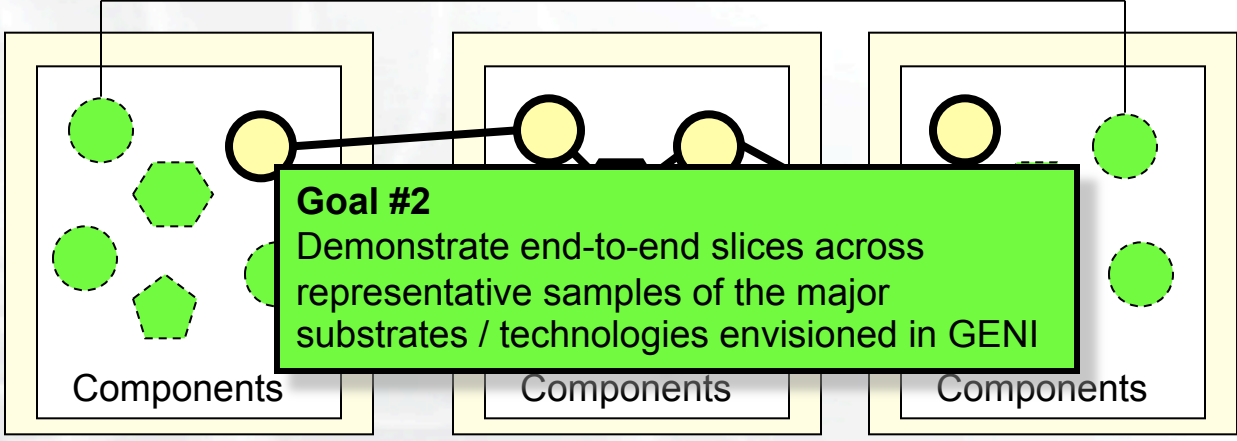 Goal #2
Demonstrate end-to-end slices across
representative samples of the major
substrates / technologies envisioned in GENI
Components
Components
Components